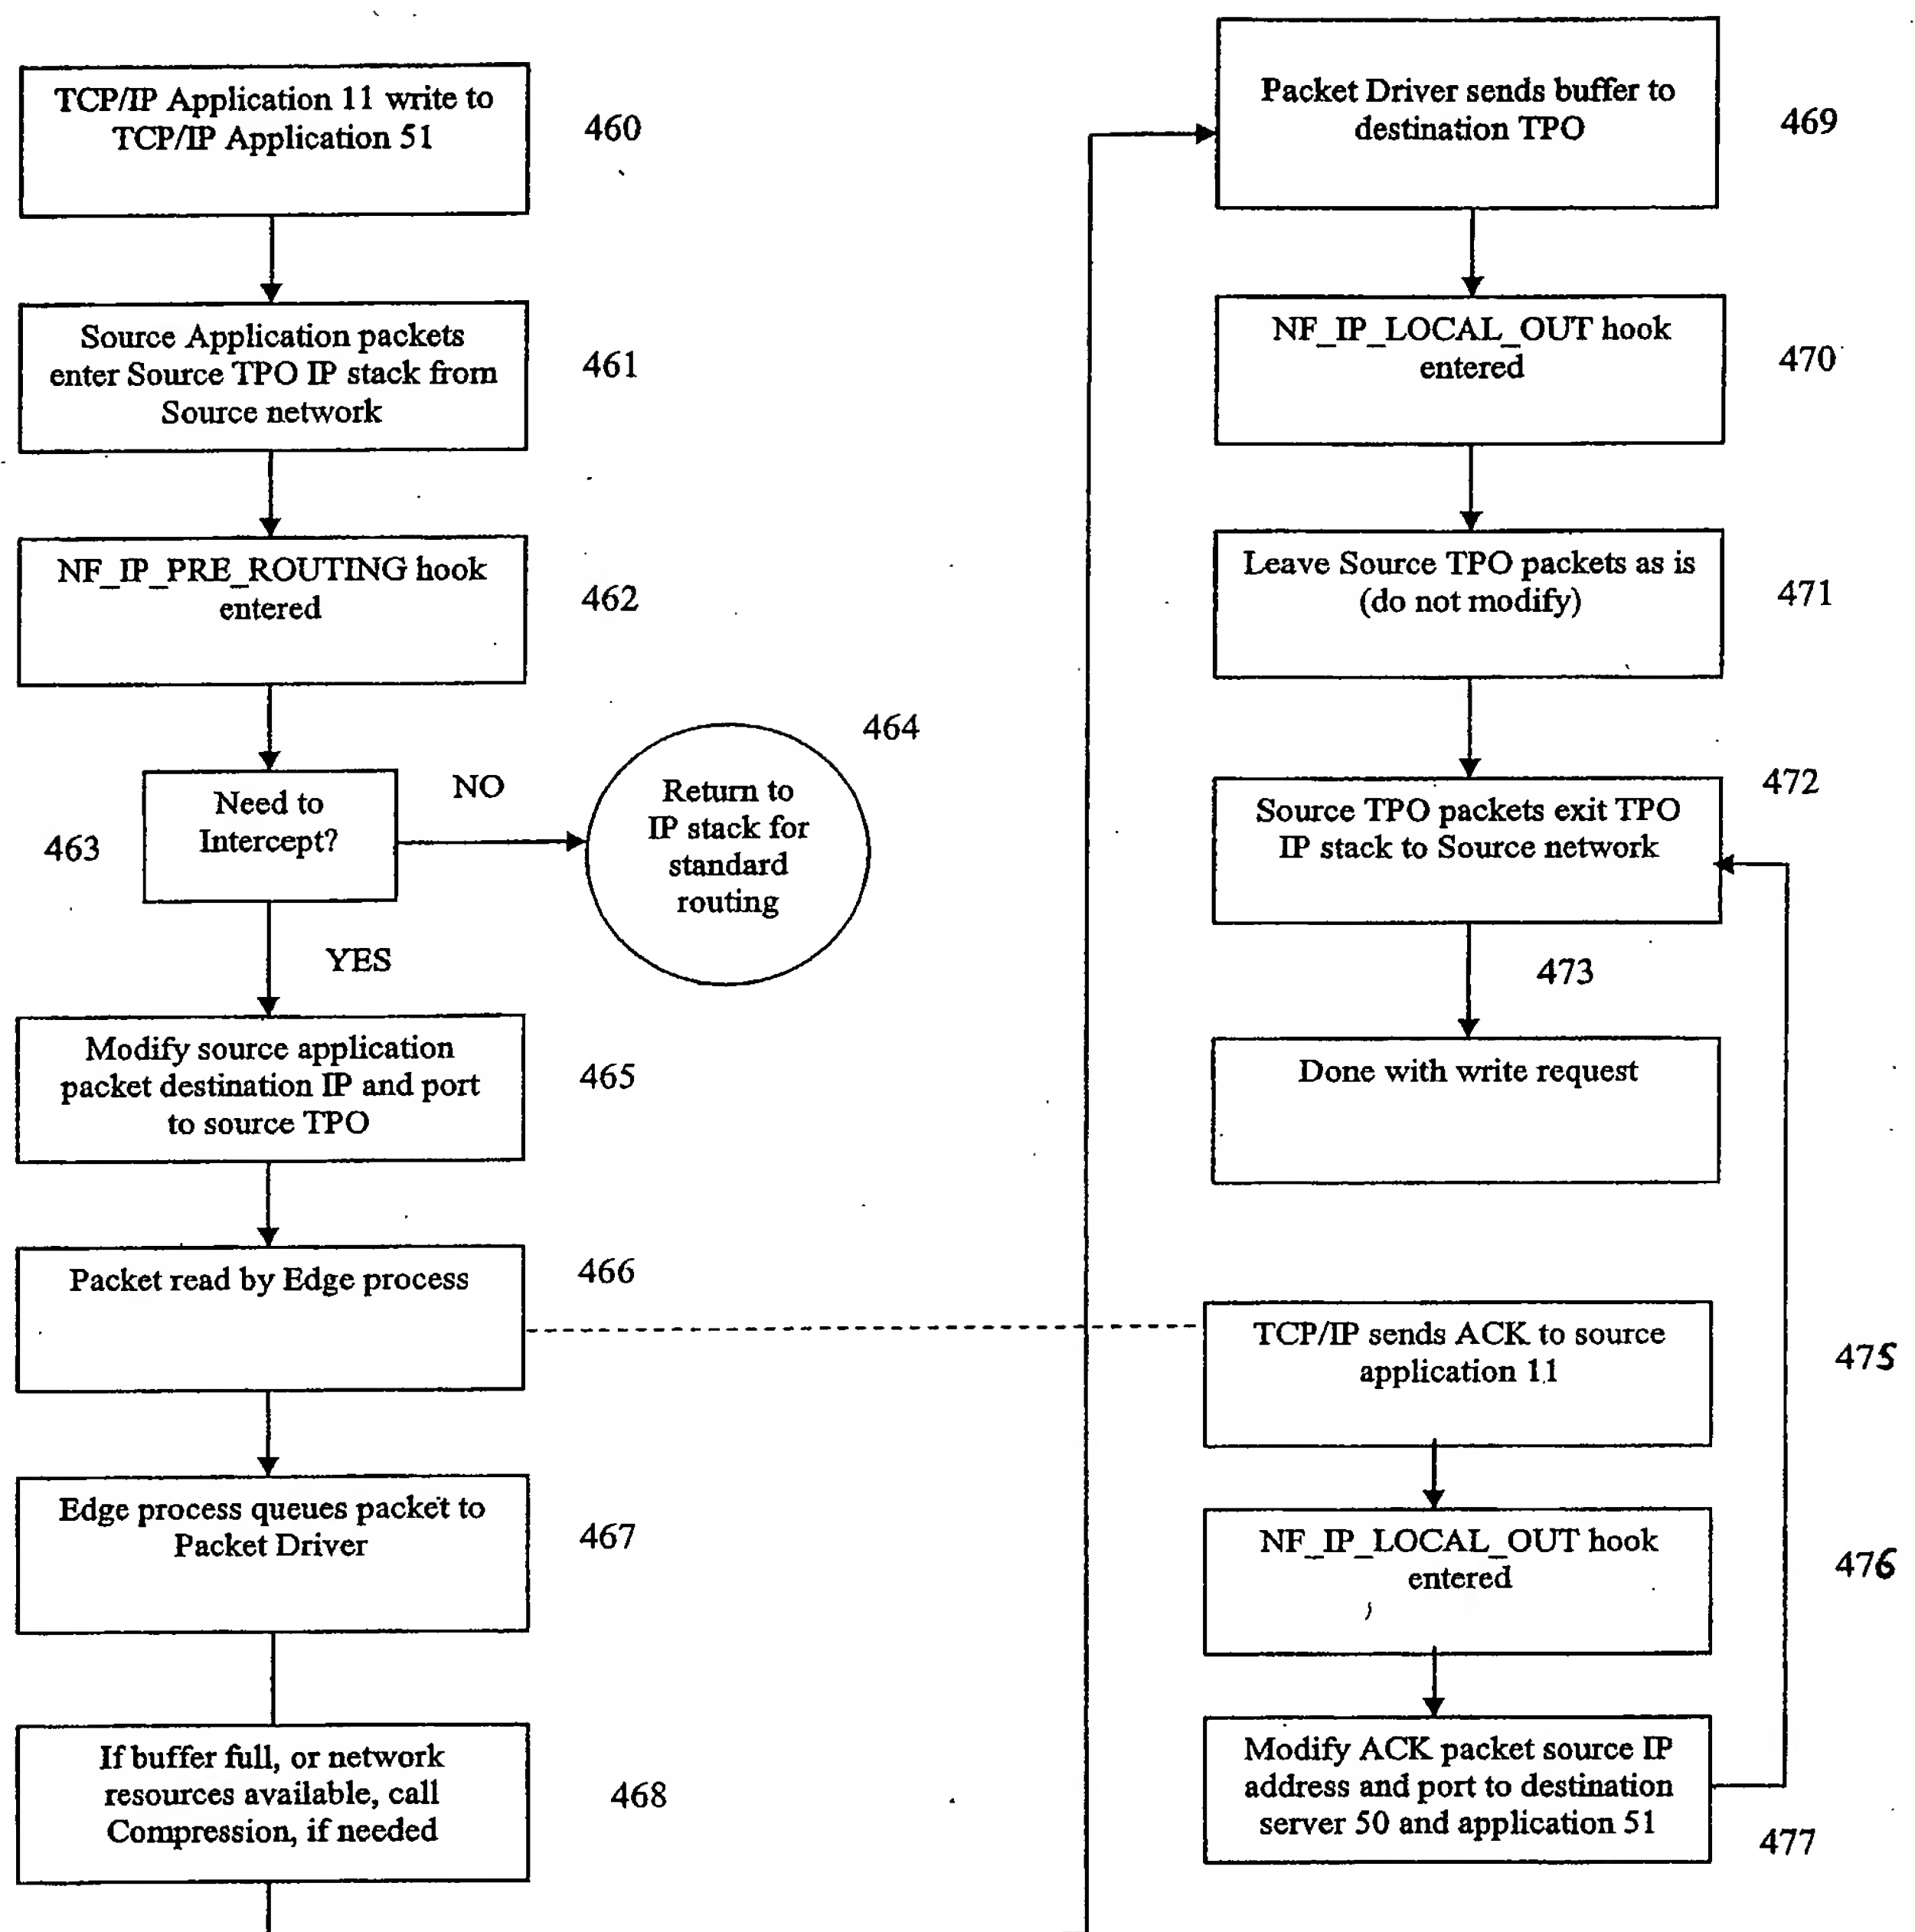 TCP/IP Application 11 write to
TCP/IP Application 51
460
Source Application packets
enter Source TPO IP stack from
Source network
461
NF_IP_PRE_ROUTING hook
entered
462
Need to
Intercept?
463
NO
464
Return to
IP stack for
standard
routing
YES
Modify source application
packet destination IP and port
to source TPO
465
Packet read by Edge process
466
Edge process queues packet to
Packet Driver
467
If buffer full, or network
resources available, call
Compression, if needed
468
Packet Driver sends buffer to
destination TPO
469
NF_IP_LOCAL_OUT hook
entered
470
Leave Source TPO packets as is
(do not modify)
471
472
Source TPO packets exit TPO
IP stack to Source network
473
Done with write request
TCP/IP sends ACK to source
application 11
475
NF_IP_LOCAL_OUT hook
entered
476
Modify ACK packet source IP
address and port to destination
server 50 and application 51
477